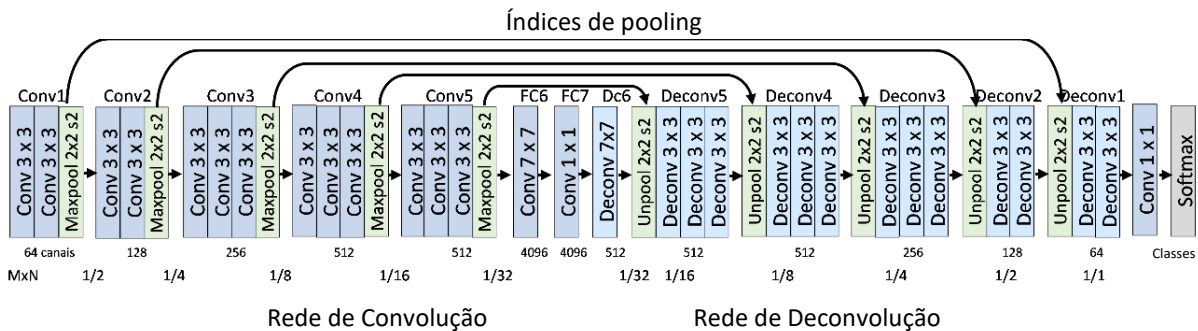 Índices de pooling
Conv1 Conv2 Conv3 Conv4 Conv5 FC6 FC7 Dc6 Deconv5 Deconv4 Deconv3 Deconv2 Deconv1
Conv 3 x 3
Conv 3 x 3
Maxpool 2x2 s2
Conv 3 x 3
Conv 3 x 3
Maxpool 2x2 s2
Conv 3 x 3
Conv 3 x 3
Conv 3 x 3
Maxpool 2x2 s2
Conv 3 x 3
Conv 3 x 3
Conv 3 x 3
Maxpool 2x2 s2
Conv 3 x 3
Conv 3 x 3
Conv 3 x 3
Maxpool 2x2 s2
Conv 7 x 7
Conv 1 x 1
Deconv 7x7
Unpool 2x2 s2
Deconv 3 x 3
Deconv 3 x 3
Deconv 3 x 3
Unpool 2x2 s2
Deconv 3 x 3
Deconv 3 x 3
Deconv 3 x 3
Unpool 2x2 s2
Deconv 3 x 3
Deconv 3 x 3
Deconv 3 x 3
Unpool 2x2 s2
Deconv 3 x 3
Deconv 3 x 3
Unpool 2x2 s2
Deconv 3 x 3
Deconv 3 x 3
Conv 1 x 1
Softmax
64 canais 128 256 512 512 4096 4096 512 512 512 256 128 64 Classes
MxN 1/2 1/4 1/8 1/16 1/32 1/32 1/16 1/8 1/4 1/2 1/1
Rede de Convolução Rede de Deconvolução